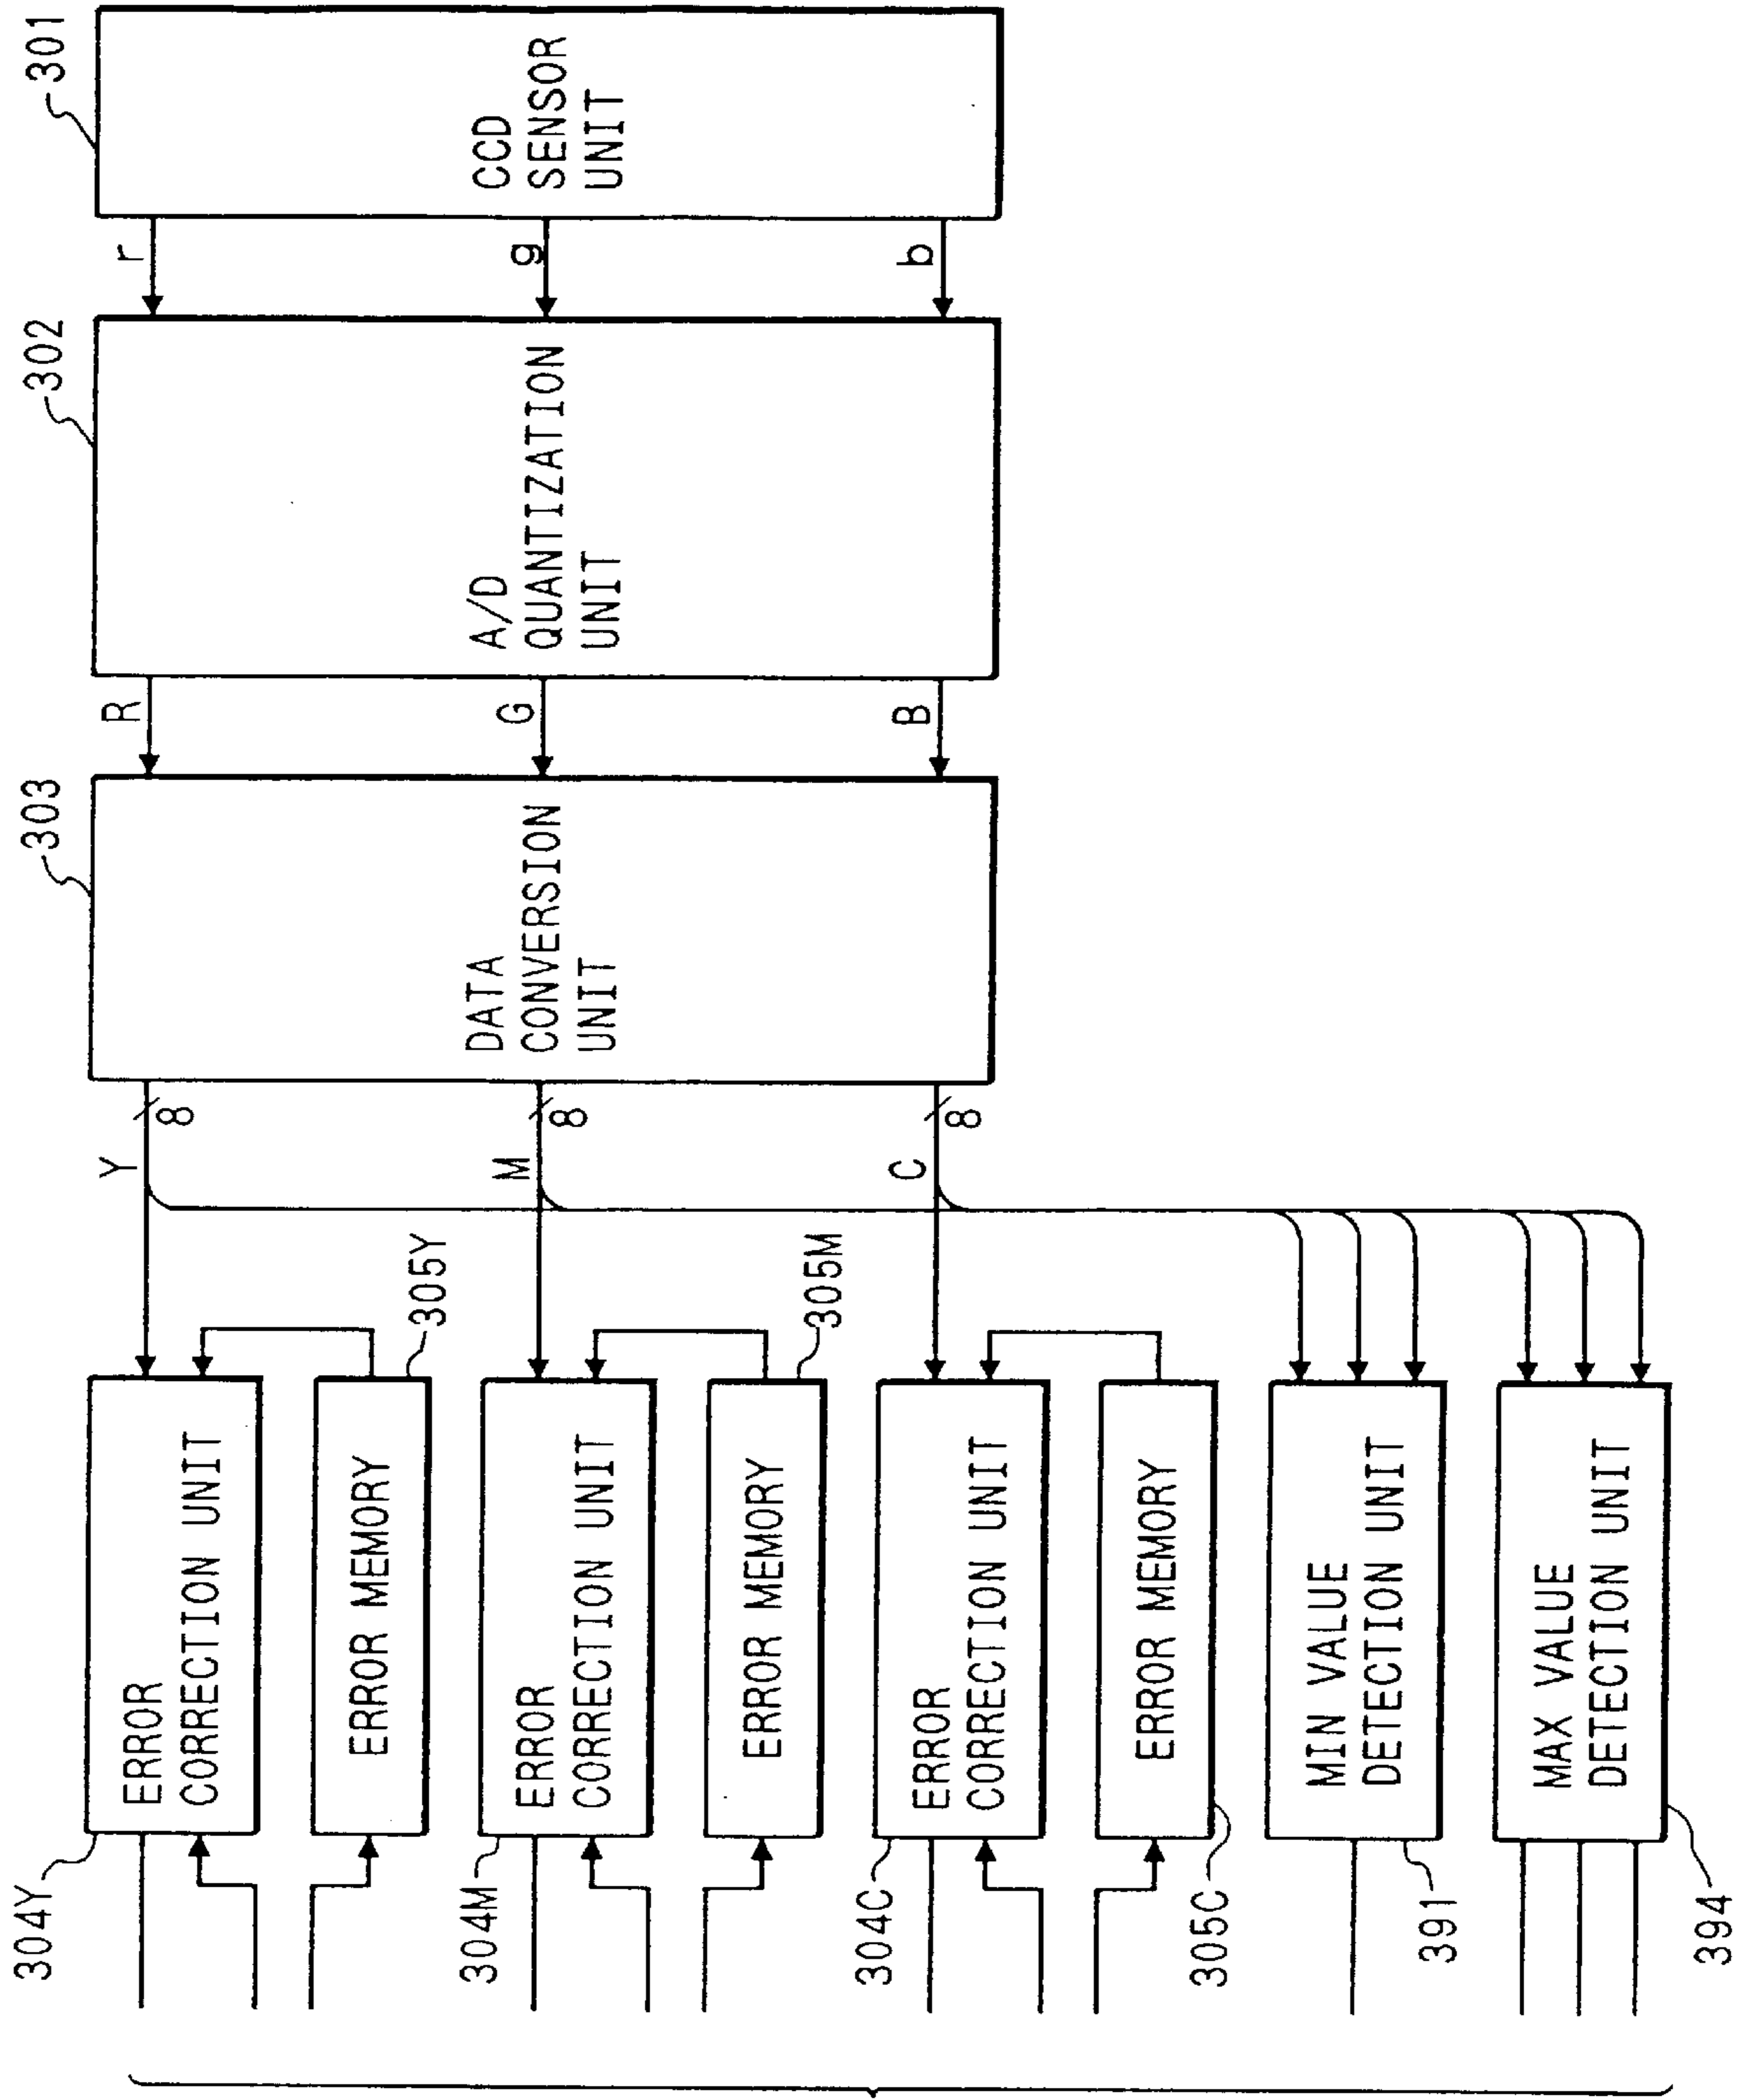 301
CCD
SENSOR
UNIT
r
g
b
302
A/D
QUANTIZATION
UNIT
R
G
B
303
DATA
CONVERSION
UNIT
8
8
8
Y
M
C
304Y
ERROR
CORRECTION UNIT
305Y
ERROR MEMORY
304M
ERROR
CORRECTION UNIT
305M
ERROR MEMORY
304C
ERROR
CORRECTION UNIT
305C
ERROR MEMORY
MIN VALUE
DETECTION UNIT
391
MAX VALUE
DETECTION UNIT
394